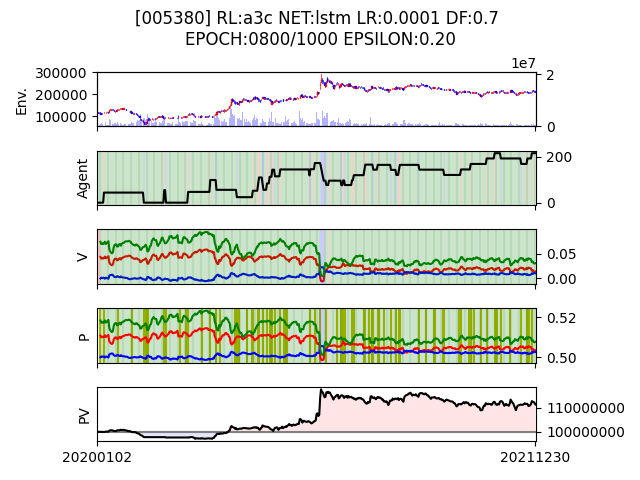 [005380] RL:a3c NET:lstm LR:0.0001 DF:0.7
EPOCH:0800/1000 EPSILON:0.20
1e7
300000
200000
100000
Env.
2
0
Agent
200
0
V
0.05
0.00
P
0.52
0.50
PV
110000000
100000000
20200102
20211230